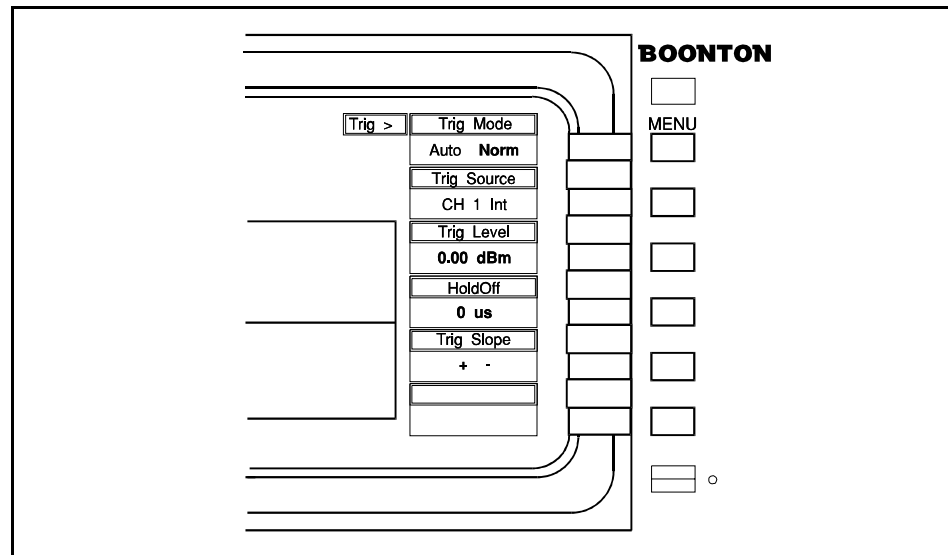 BOONTON
MENU
Trig >
Trig Mode
Auto Norm
Trig Source
CH 1 Int
Trig Level
0.00 dBm
HoldOff
0 us
Trig Slope
+ -